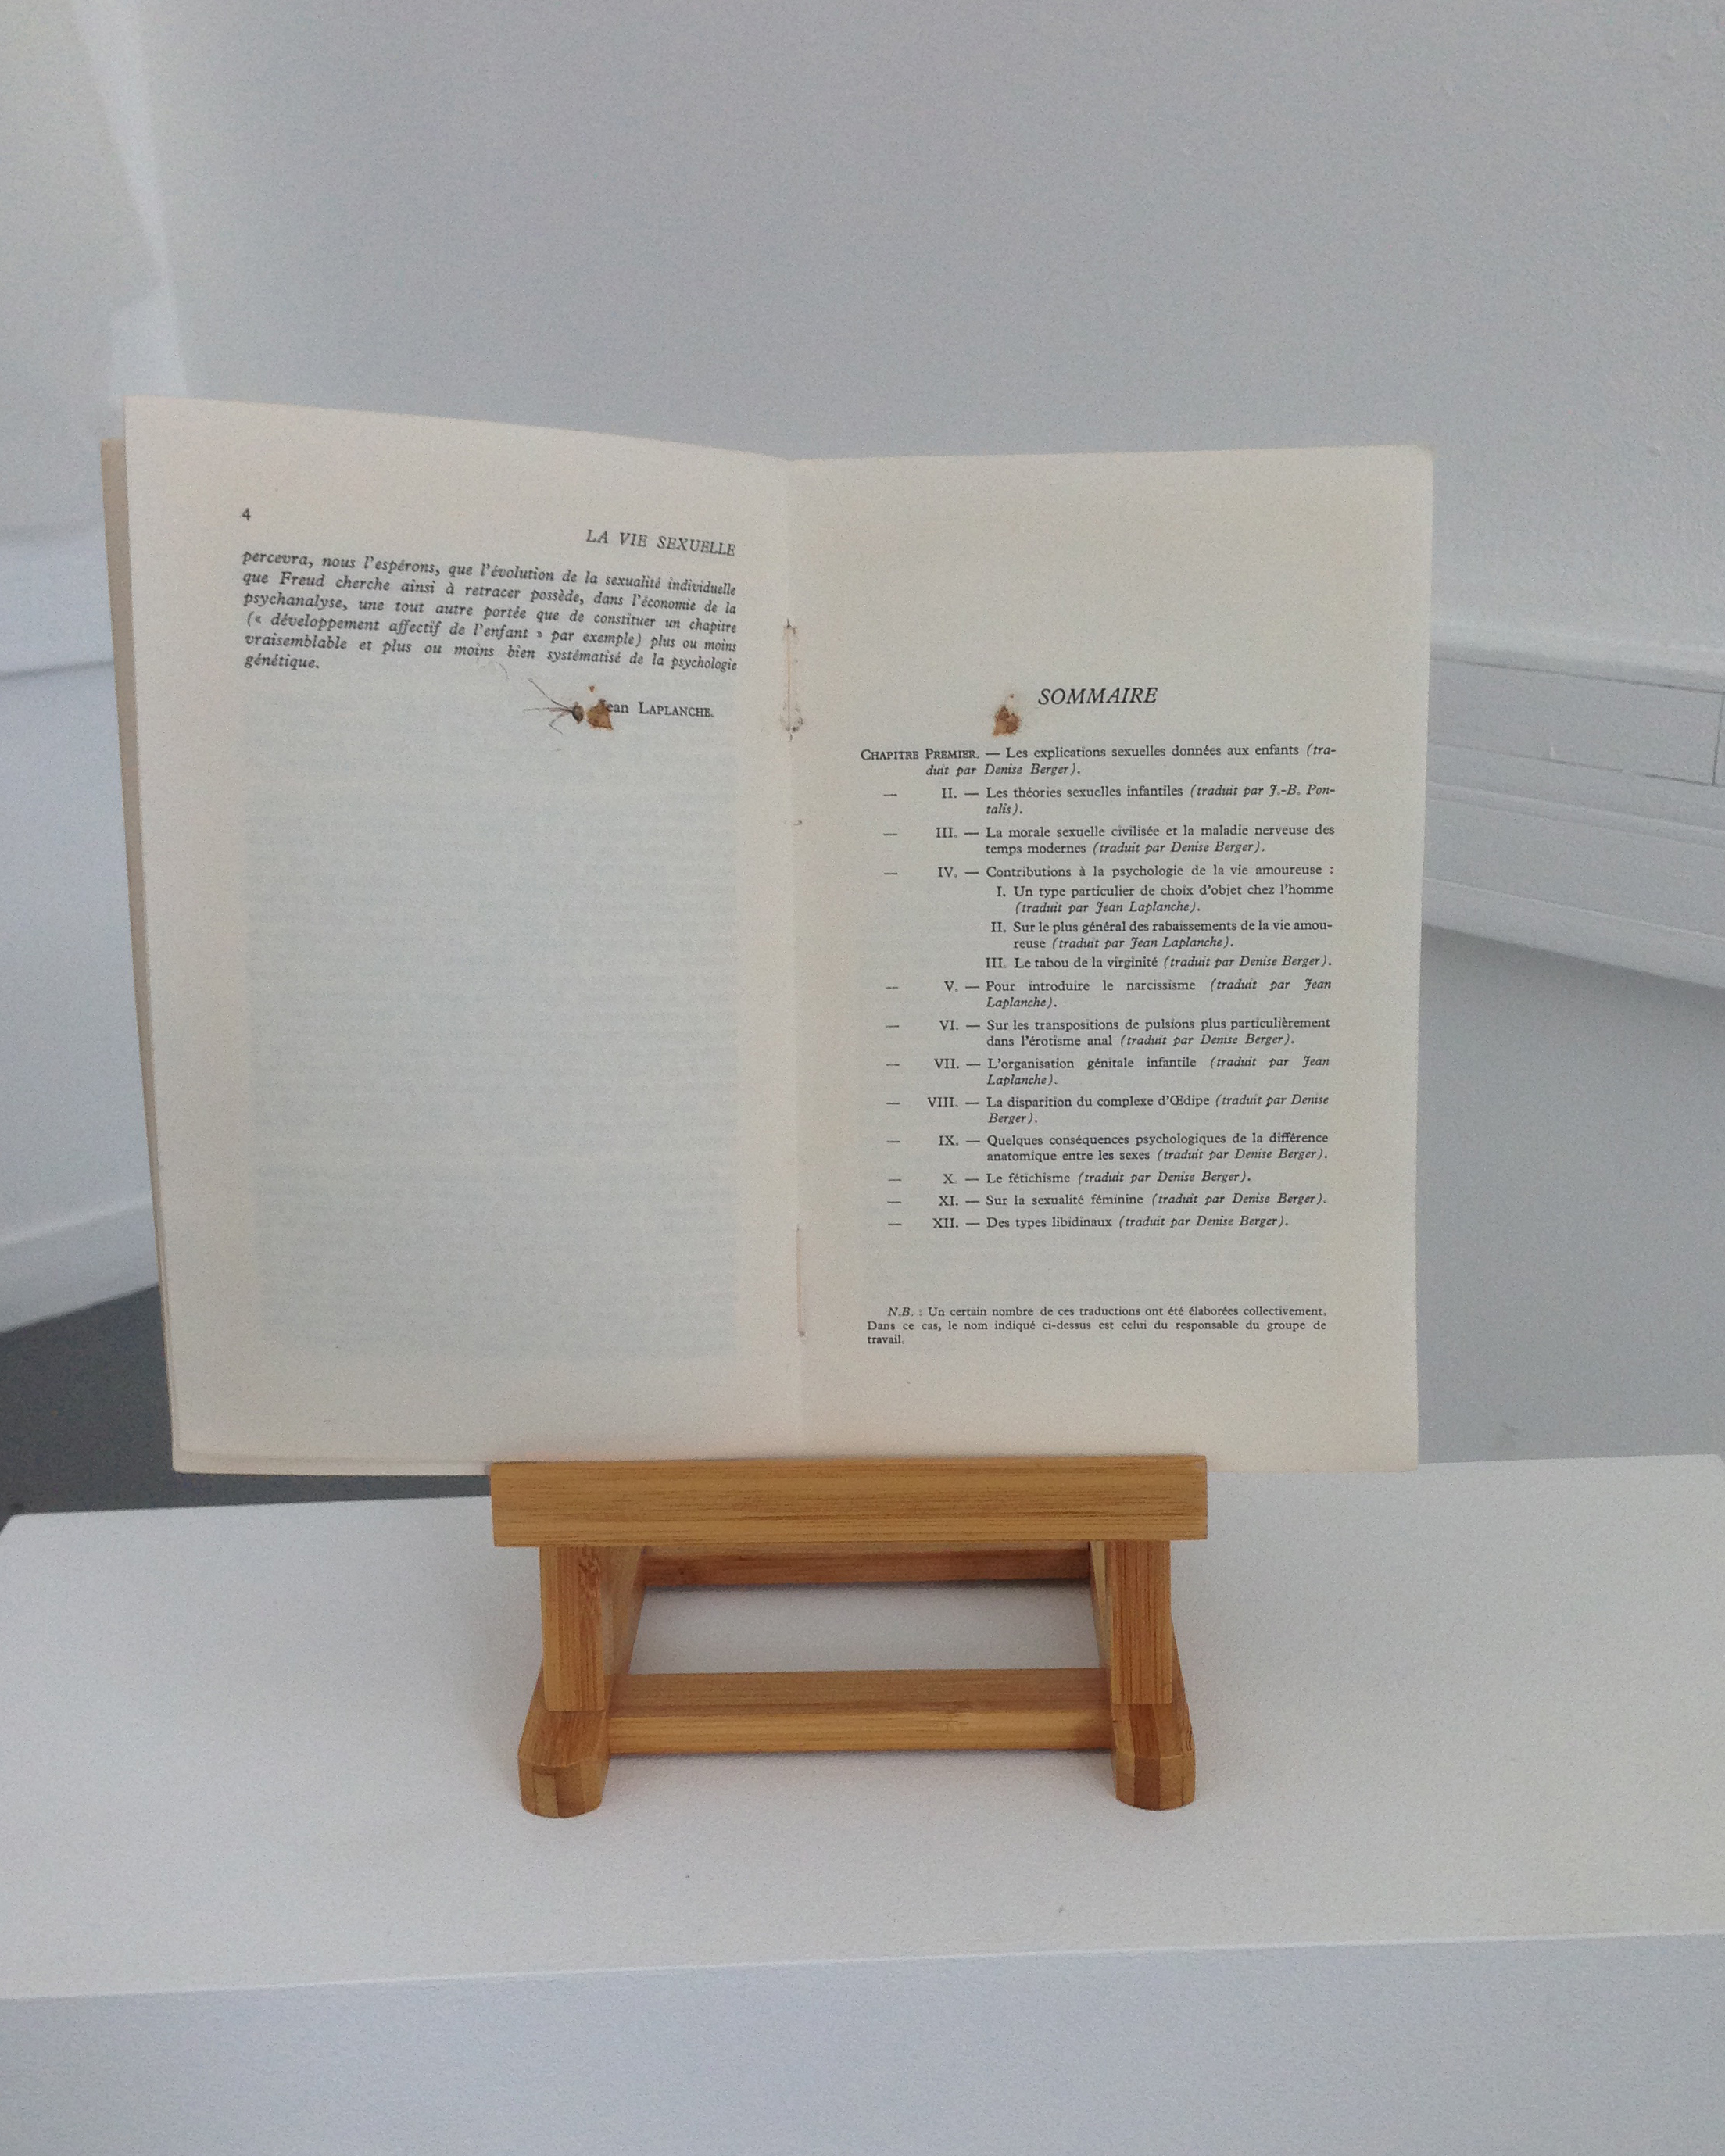 4
LA VIE SEXUELLE
percevra, nous l'espérons, que l'évolution de la sexualité individuelle
que Freud cherche ainsi à retracer possède, dans l'économie de la
psychanalyse, une tout autre portée que de constituer un chapitre
(« développement affectif de l'enfant » par exemple) plus ou moins
vraisemblable et plus ou moins bien systématisé de la psychologie
génétique.
Jean LAPLANCHE.
SOMMAIRE
CHAPITRE PREMIER. — Les explications sexuelles données aux enfants (tra-
duit par Denise Berger).
— II. — Les théories sexuelles infantiles (traduit par J.-B. Pon-
talis).
— III. — La morale sexuelle civilisée et la maladie nerveuse des
temps modernes (traduit par Denise Berger).
— IV. — Contributions à la psychologie de la vie amoureuse :
I. Un type particulier de choix d'objet chez l'homme
(traduit par Jean Laplanche).
II. Sur le plus général des rabaissements de la vie amou-
reuse (traduit par Jean Laplanche).
III. Le tabou de la virginité (traduit par Denise Berger).
— V. — Pour introduire le narcissisme (traduit par Jean
Laplanche).
— VI. — Sur les transpositions de pulsions plus particulièrement
dans l'érotisme anal (traduit par Denise Berger).
— VII. — L'organisation génitale infantile (traduit par Jean
Laplanche).
— VIII. — La disparition du complexe d'Œdipe (traduit par Denise
Berger).
— IX. — Quelques conséquences psychologiques de la différence
anatomique entre les sexes (traduit par Denise Berger).
— X. — Le fétichisme (traduit par Denise Berger).
— XI. — Sur la sexualité féminine (traduit par Denise Berger).
— XII. — Des types libidinaux (traduit par Denise Berger).
N.B. : Un certain nombre de ces traductions ont été élaborées collectivement.
Dans ce cas, le nom indiqué ci-dessus est celui du responsable du groupe de
travail.